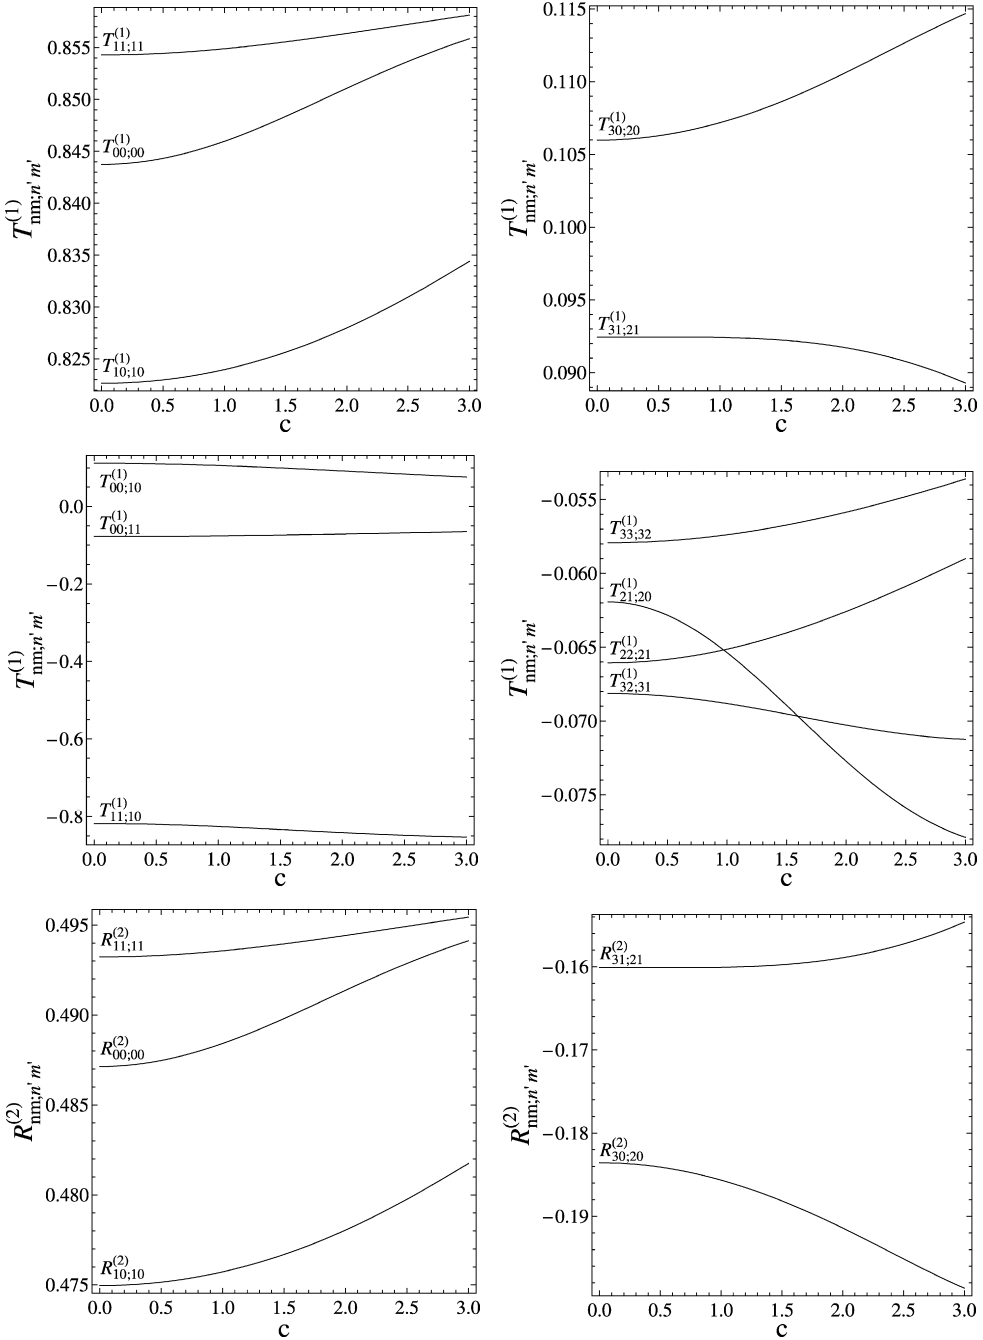 T(1)nm;n′m′
0.855
0.850
0.845
0.840
0.835
0.830
0.825
T(1)11;11
T(1)00;00
T(1)10;10
0.0 0.5 1.0 1.5 2.0 2.5 3.0
c
T(1)nm;n′m′
0.115
0.110
0.105
0.100
0.095
0.090
T(1)30;20
T(1)31;21
0.0 0.5 1.0 1.5 2.0 2.5 3.0
c
T(1)nm;n′m′
0.0
−0.2
−0.4
−0.6
−0.8
T(1)00;10
T(1)00;11
T(1)11;10
0.0 0.5 1.0 1.5 2.0 2.5 3.0
c
T(1)nm;n′m′
−0.055
−0.060
−0.065
−0.070
−0.075
T(1)33;32
T(1)21;20
T(1)22;21
T(1)32;31
0.0 0.5 1.0 1.5 2.0 2.5 3.0
c
R(2)nm;n′m′
0.495
0.490
0.485
0.480
0.475
R(2)11;11
R(2)00;00
R(2)10;10
0.0 0.5 1.0 1.5 2.0 2.5 3.0
c
R(2)nm;n′m′
−0.16
−0.17
−0.18
−0.19
R(2)31;21
R(2)30;20
0.0 0.5 1.0 1.5 2.0 2.5 3.0
c